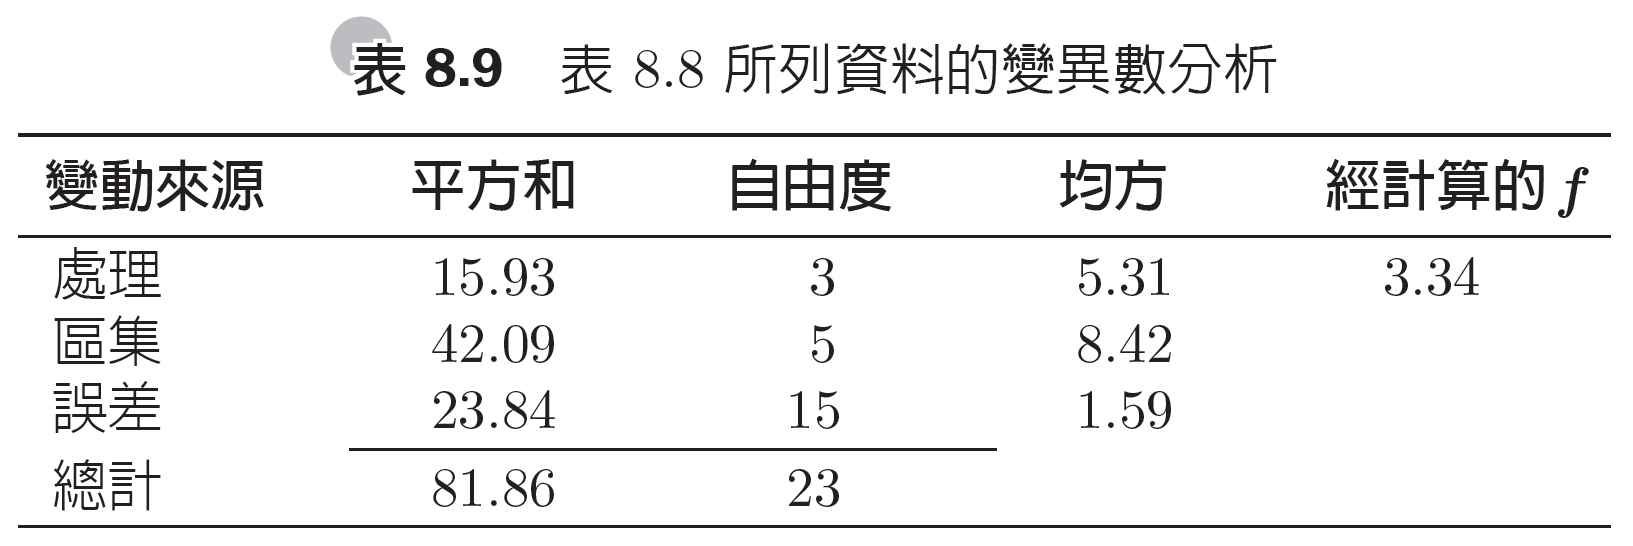 表 8.9 表 8.8 所列資料的變異數分析
變動來源 平方和 自由度 均方 經計算的 f
處理 15.93 3 5.31 3.34
區集 42.09 5 8.42
誤差 23.84 15 1.59
總計 81.86 23